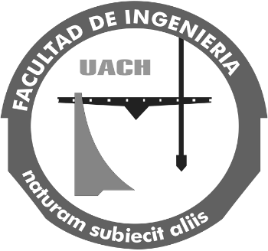 FACULTAD DE INGENIERIA
UACH
naturam subiecit aliis